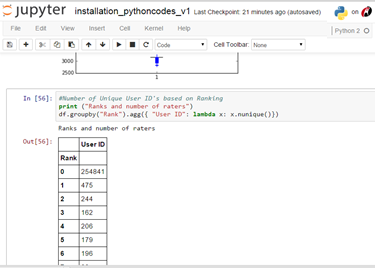 jupyter installation_pythoncodes_v1 Last Checkpoint: 21 minutes ago (autosaved)
python on
File Edit View Insert Cell Kernel Help
Python 2
Code Cell Toolbar: None
3000
2500
1
In [56]: #Number of Unique User ID's based on Ranking
print ("Ranks and number of raters")
df.groupby("Rank").agg({ "User ID": lambda x: x.nunique()})
Ranks and number of raters
Out[56]:
User ID
Rank
0 254841
1 475
2 244
3 162
4 206
5 179
6 196